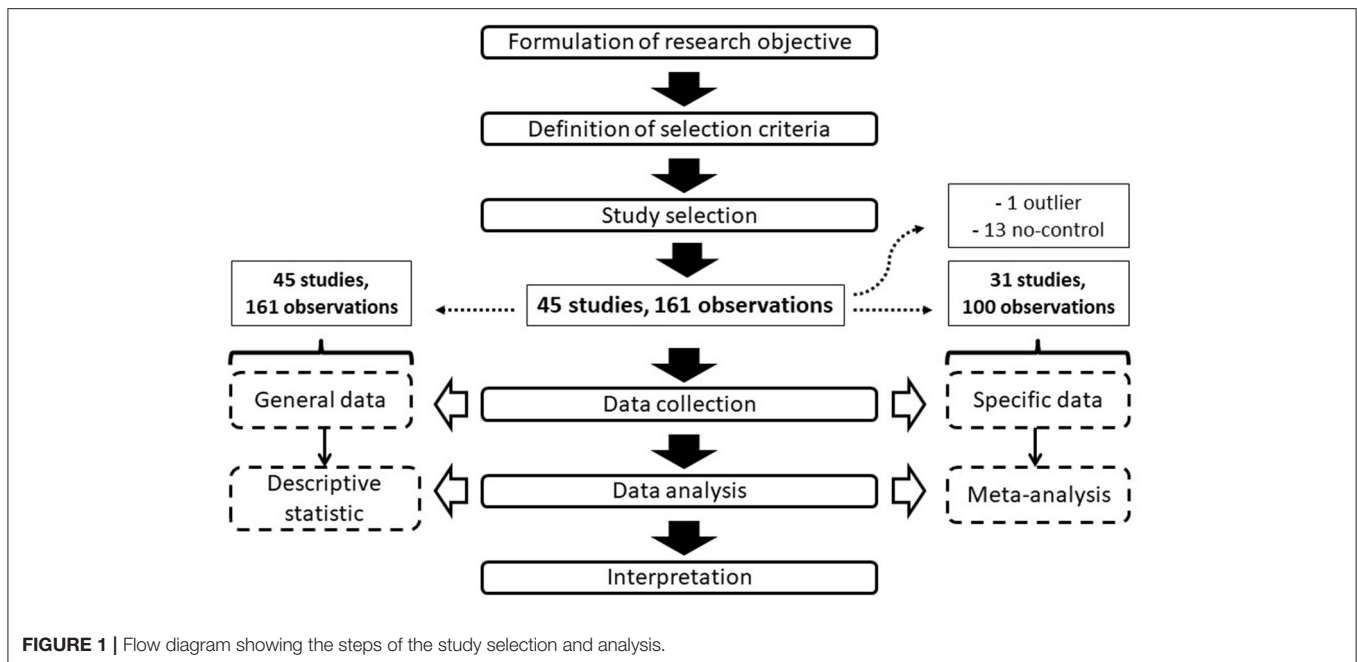 Formulation of research objective
Definition of selection criteria
Study selection
- 1 outlier
- 13 no-control
45 studies,
161 observations
45 studies, 161 observations
31 studies,
100 observations
General data
Data collection
Specific data
Descriptive
statistic
Data analysis
Meta-analysis
Interpretation
FIGURE 1 | Flow diagram showing the steps of the study selection and analysis.